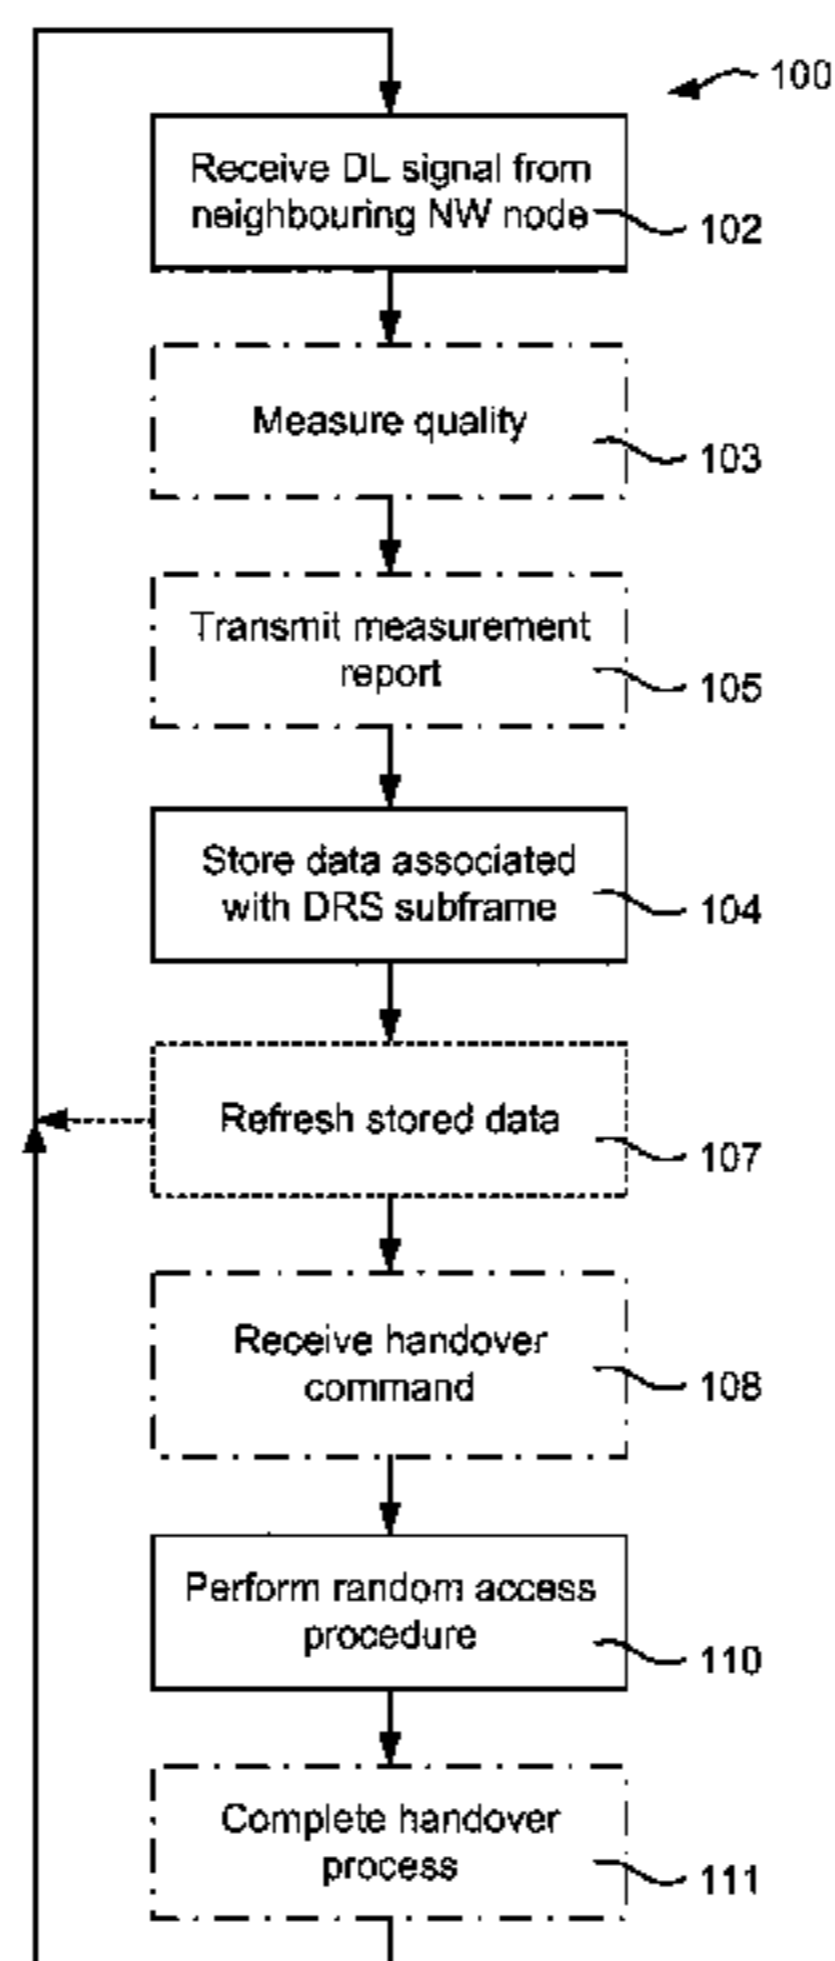 100
Receive DL signal from
neighbouring NW node
102
Measure quality
103
Transmit measurement
report
105
Store data associated
with DRS subframe
104
Refresh stored data
107
Receive handover
command
108
Perform random access
procedure
110
Complete handover
process
111